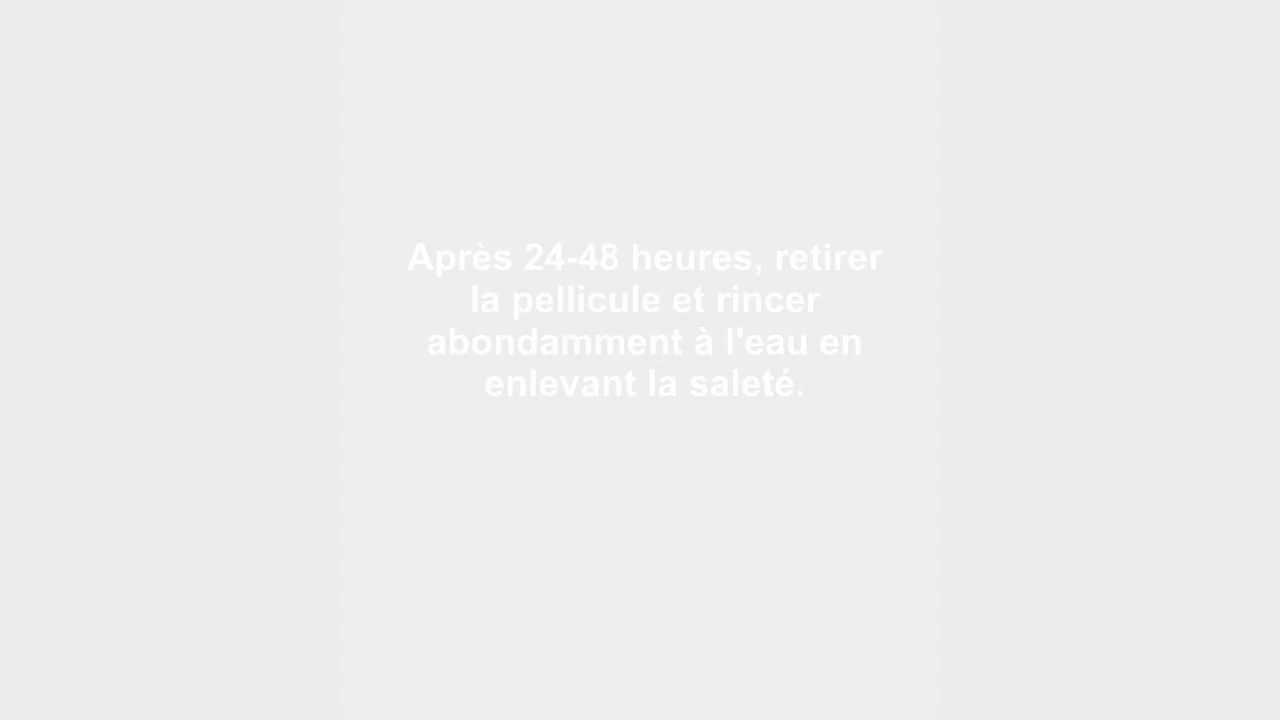 Après 24-48 heures, retirer
la pellicule et rincer
abondamment à l'eau en
enlevant la saleté.